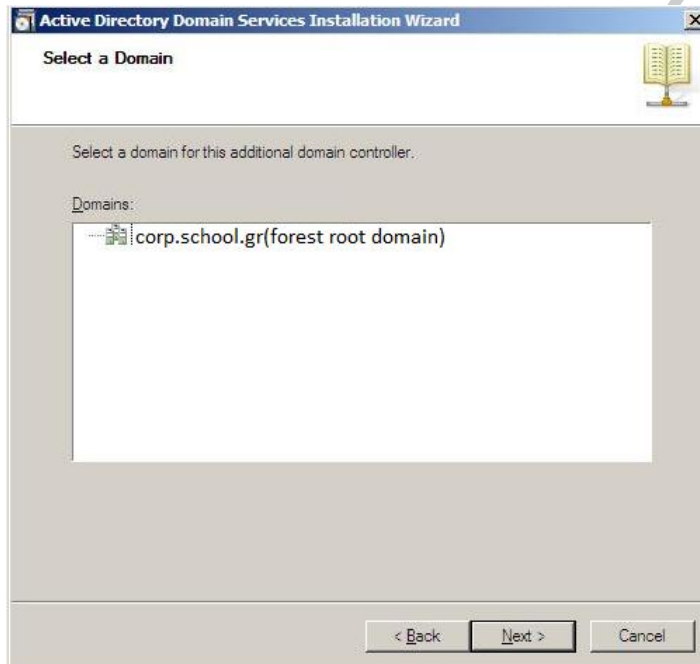 Active Directory Domain Services Installation Wizard
Select a Domain
Select a domain for this additional domain controller.
Domains:
corp.school.gr(forest root domain)
< Back Next > Cancel